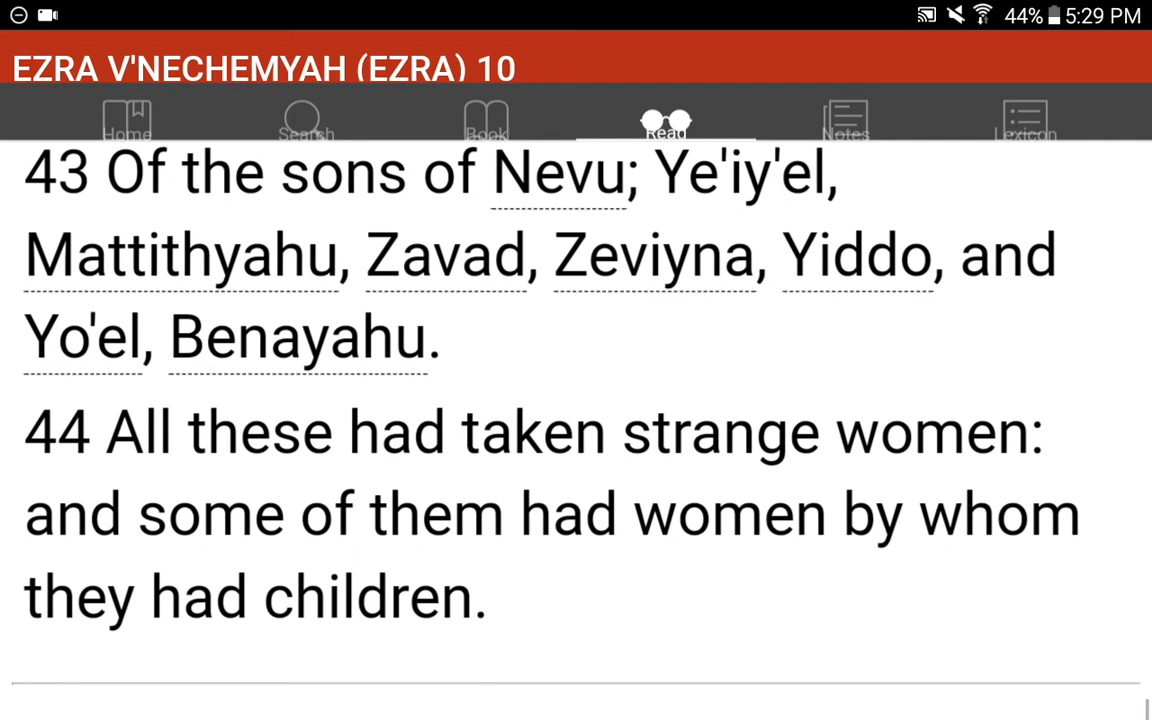 44% 5:29 PM
EZRA V'NECHEMYAH (EZRA) 10
Home Search Book Read Notes Lexicon
43 Of the sons of Nevu; Ye'iy'el,
Mattithyahu, Zavad, Zeviyna, Yiddo, and
Yo'el, Benayahu.
44 All these had taken strange women:
and some of them had women by whom
they had children.